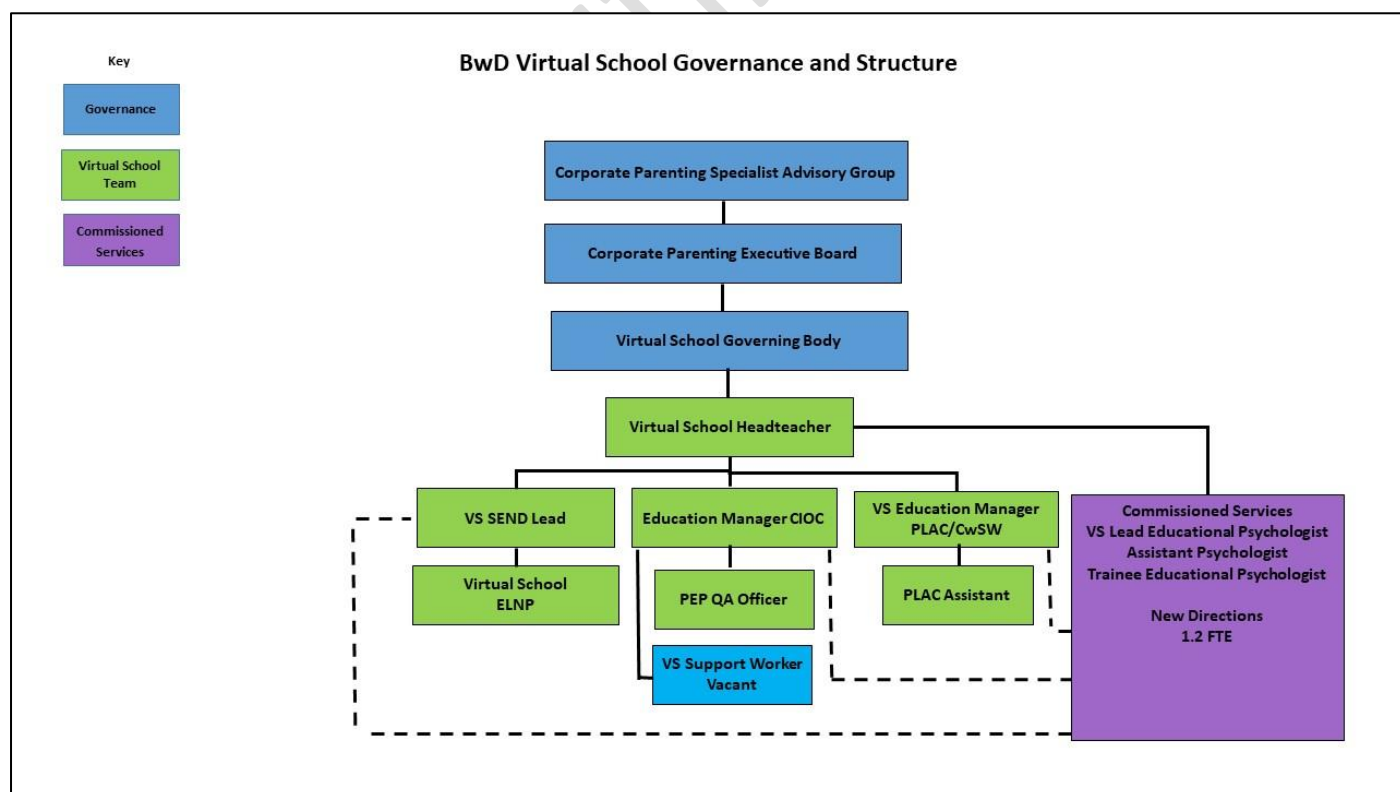 Key
BwD Virtual School Governance and Structure
Governance
Virtual School
Team
Commissioned
Services
Corporate Parenting Specialist Advisory Group
Corporate Parenting Executive Board
Virtual School Governing Body
Virtual School Headteacher
VS SEND Lead
Education Manager CIOC
VS Education Manager
PLAC/CwSW
Virtual School
ELNP
PEP QA Officer
PLAC Assistant
VS Support Worker
Vacant
Commissioned Services
VS Lead Educational Psychologist
Assistant Psychologist
Trainee Educational Psychologist
New Directions
1.2 FTE